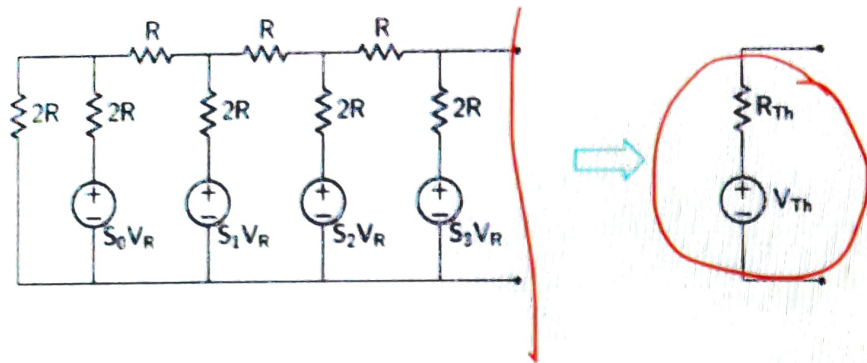 R R R
2R 2R 2R 2R 2R
R_Th
+ + + + +
− − − − −
S₀V_R S₁V_R S₂V_R S₃V_R V_Th